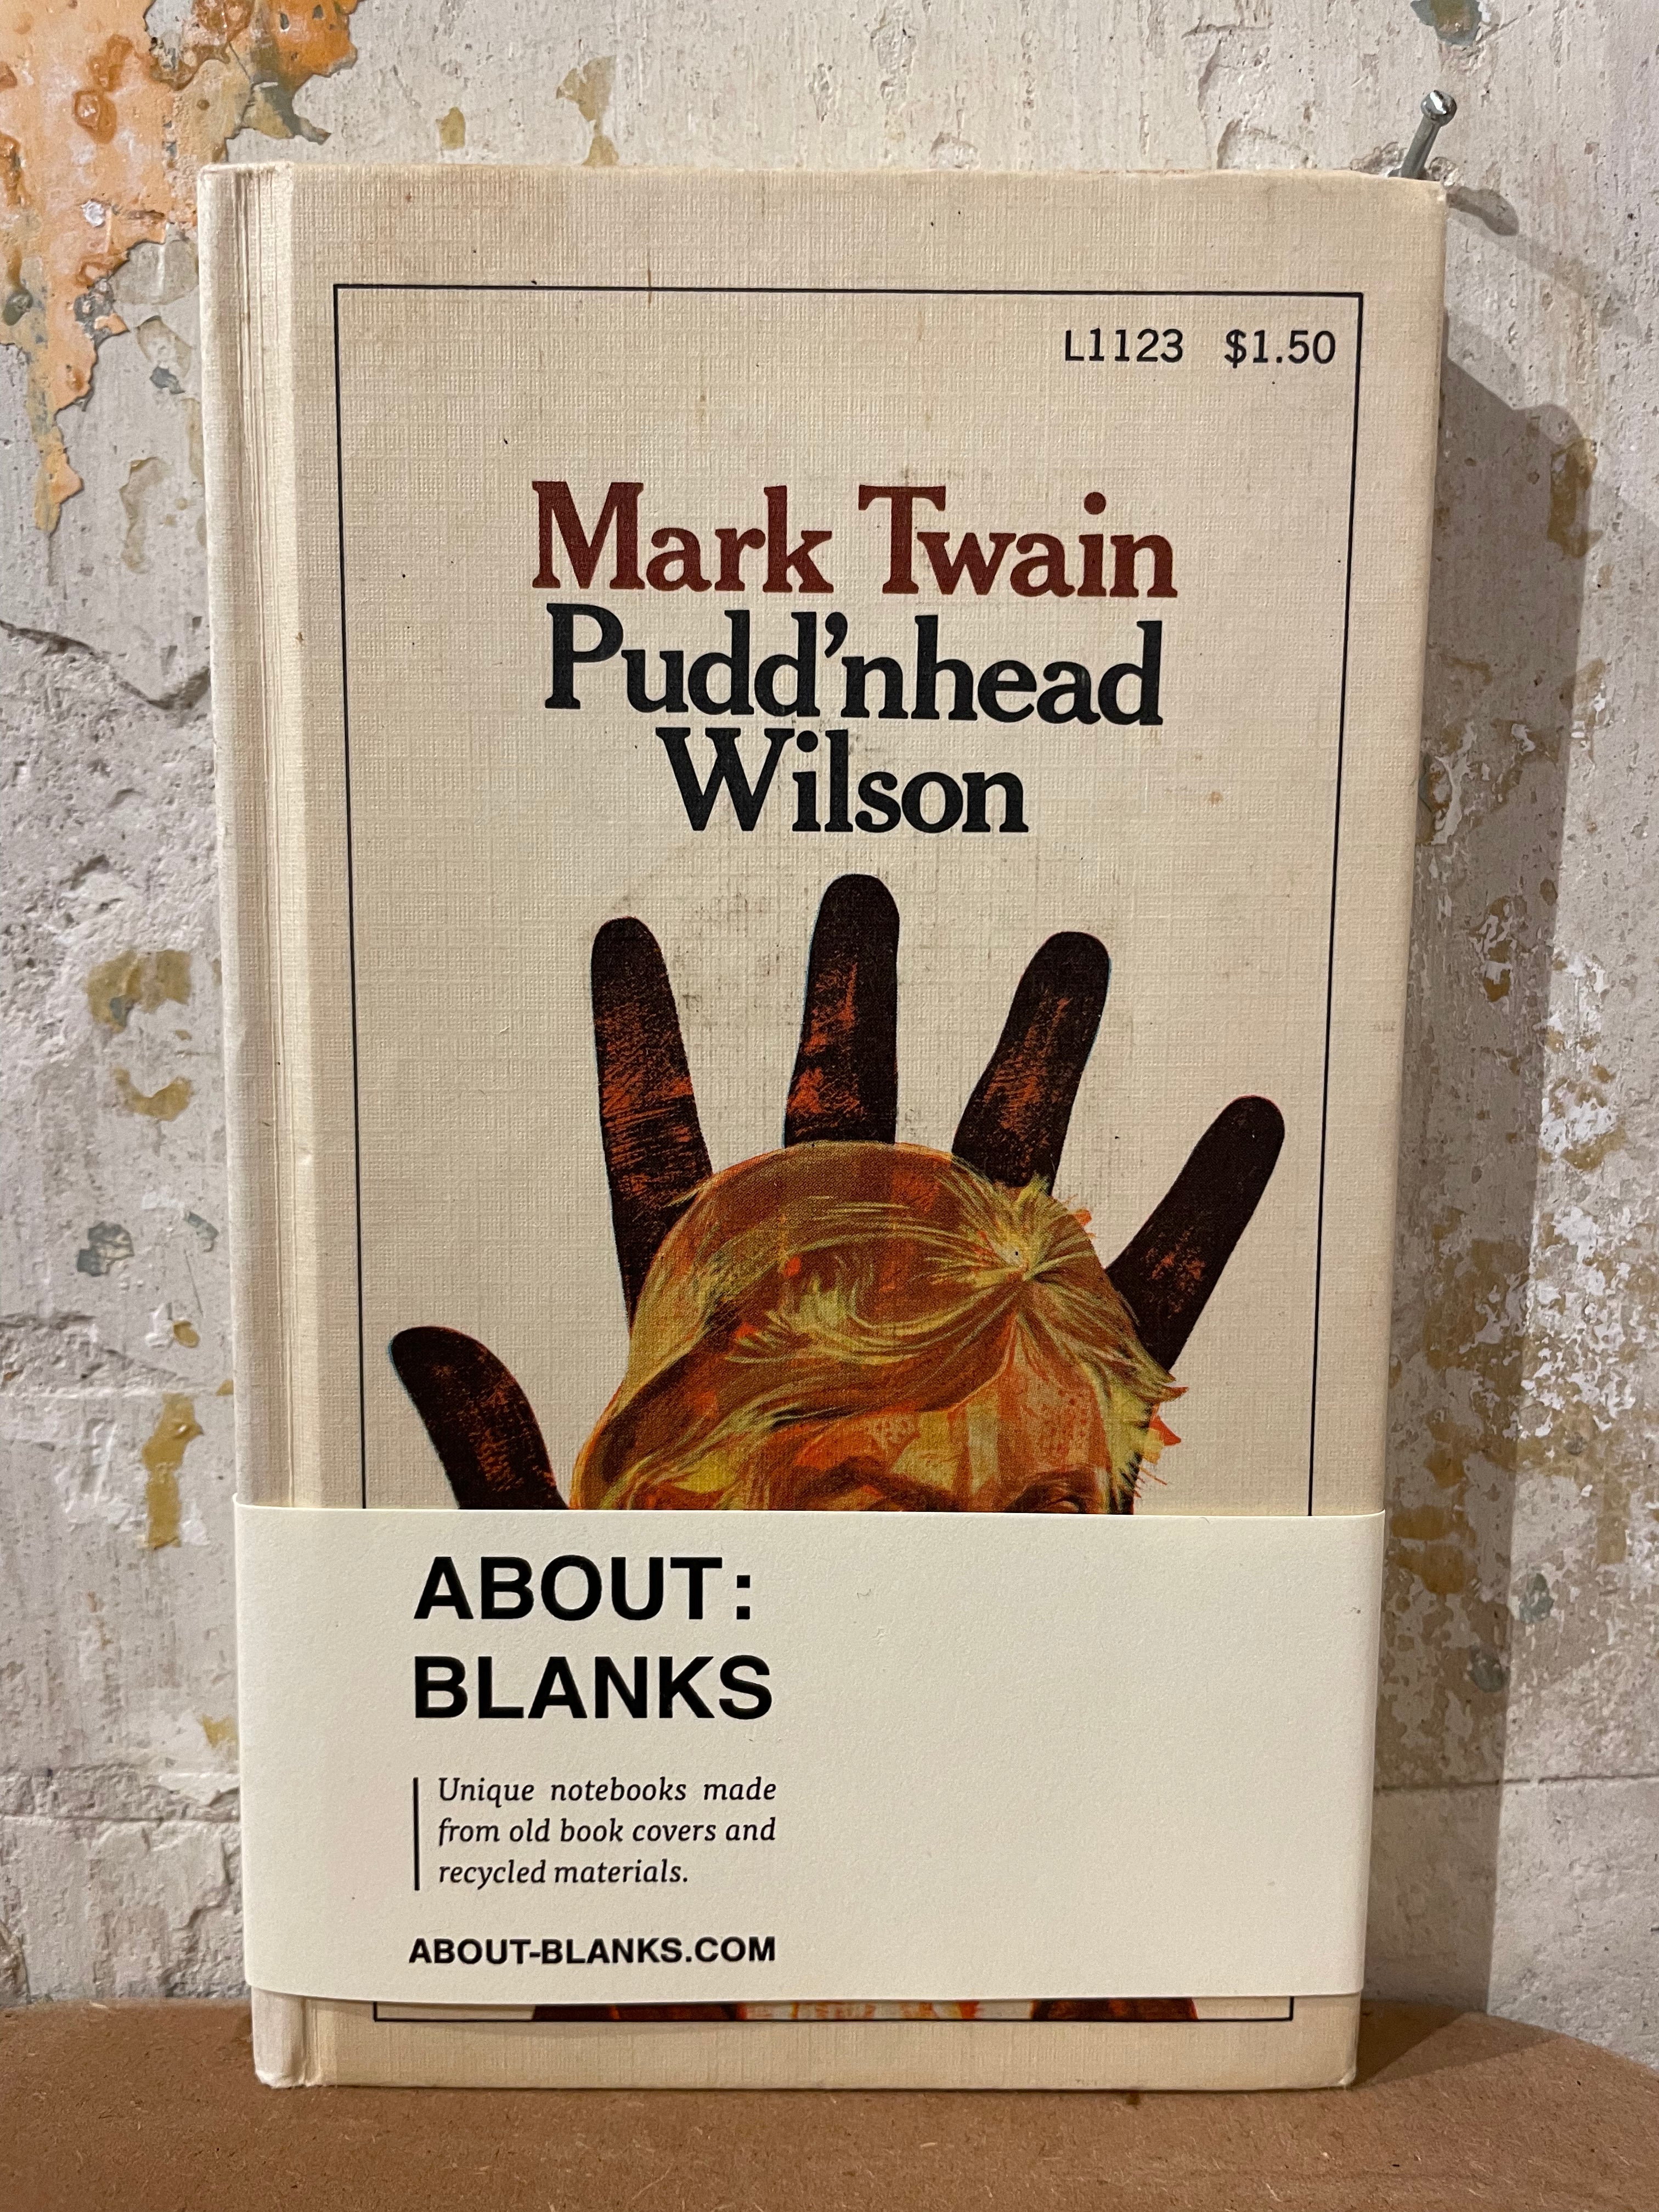 L1123 $1.50
Mark Twain
Pudd'nhead
Wilson
ABOUT:
BLANKS
Unique notebooks made
from old book covers and
recycled materials.
ABOUT-BLANKS.COM